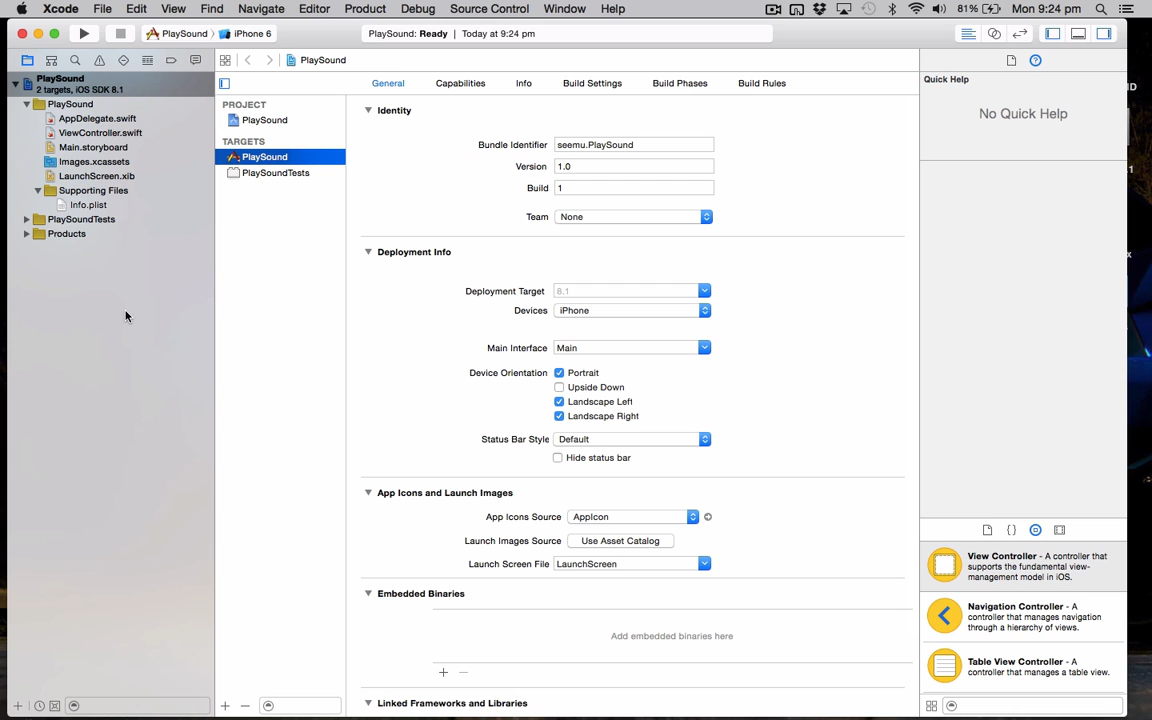 Xcode File Edit View Find Navigate Editor Product Debug Source Control Window Help 81% Mon 9:24 pm
PlaySound iPhone 6 PlaySound: Ready | Today at 9:24 pm
PlaySound
2 targets, iOS SDK 8.1
PlaySound
AppDelegate.swift
ViewController.swift
Main.storyboard
Images.xcassets
LaunchScreen.xib
Supporting Files
Info.plist
PlaySoundTests
Products
PlaySound
General Capabilities Info Build Settings Build Phases Build Rules
PROJECT
PlaySound
TARGETS
PlaySound
PlaySoundTests
Identity
Bundle Identifier seemu.PlaySound
Version 1.0
Build 1
Team None
Deployment Info
Deployment Target 8.1
Devices iPhone
Main Interface Main
Device Orientation Portrait
Upside Down
Landscape Left
Landscape Right
Status Bar Style Default
Hide status bar
App Icons and Launch Images
App Icons Source AppIcon
Launch Images Source Use Asset Catalog
Launch Screen File LaunchScreen
Embedded Binaries
Add embedded binaries here
Linked Frameworks and Libraries
Quick Help
No Quick Help
View Controller - A controller that
supports the fundamental view-
management model in iOS.
Navigation Controller - A
controller that manages navigation
through a hierarchy of views.
Table View Controller - A
controller that manages a table view.